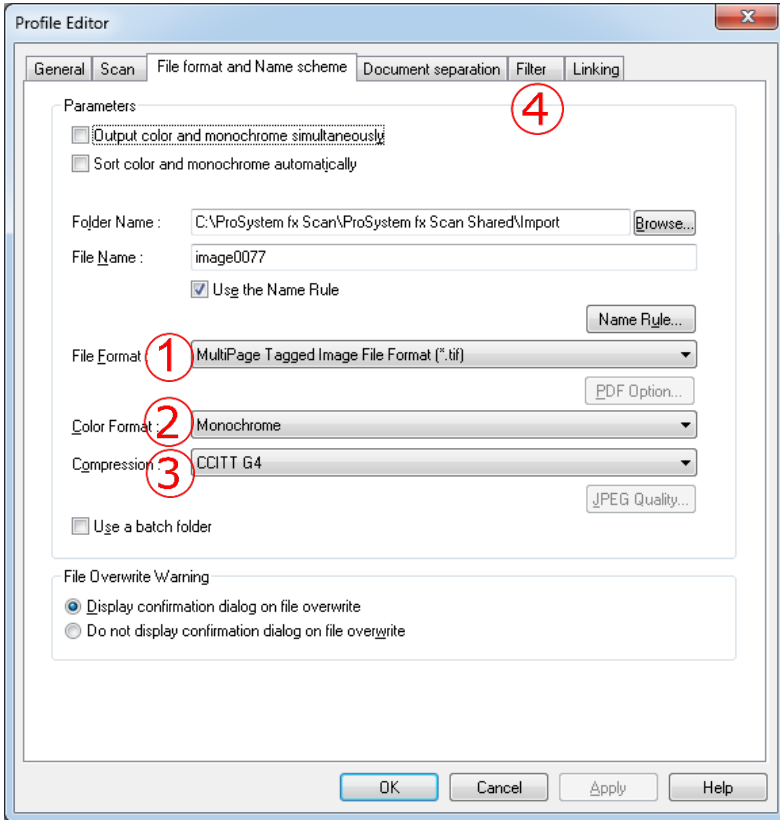 Profile Editor
General Scan File format and Name scheme Document separation Filter Linking
④
Parameters
Output color and monochrome simultaneously
Sort color and monochrome automatically
Folder Name : C:\ProSystem fx Scan\ProSystem fx Scan Shared\Import Browse...
File Name : image0077
Use the Name Rule
Name Rule...
File Format : ① MultiPage Tagged Image File Format (*.tif)
PDF Option...
Color Format : ② Monochrome
Compression : ③ CCITT G4
JPEG Quality...
Use a batch folder
File Overwrite Warning
Display confirmation dialog on file overwrite
Do not display confirmation dialog on file overwrite
OK Cancel Apply Help